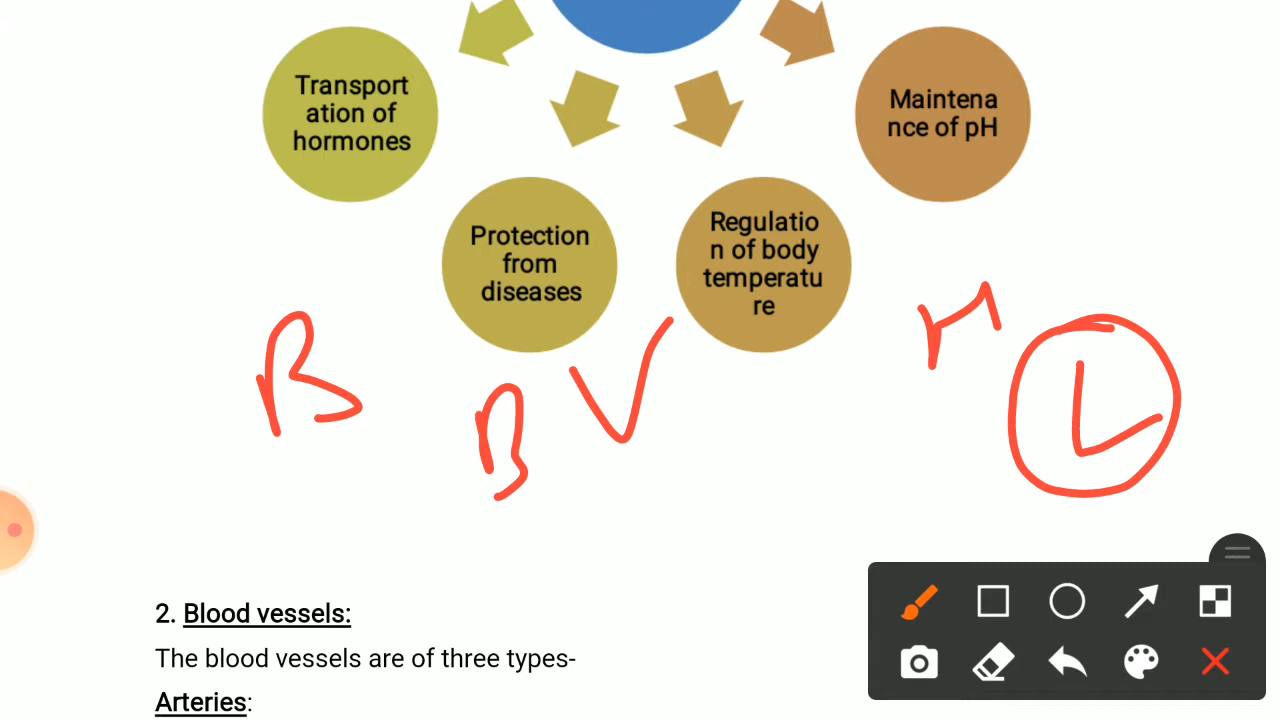 Transport
ation of
hormones
Maintena
nce of pH
Protection
from
diseases
Regulatio
n of body
temperatu
re
B
B V
L
2. Blood vessels:
The blood vessels are of three types-
Arteries: